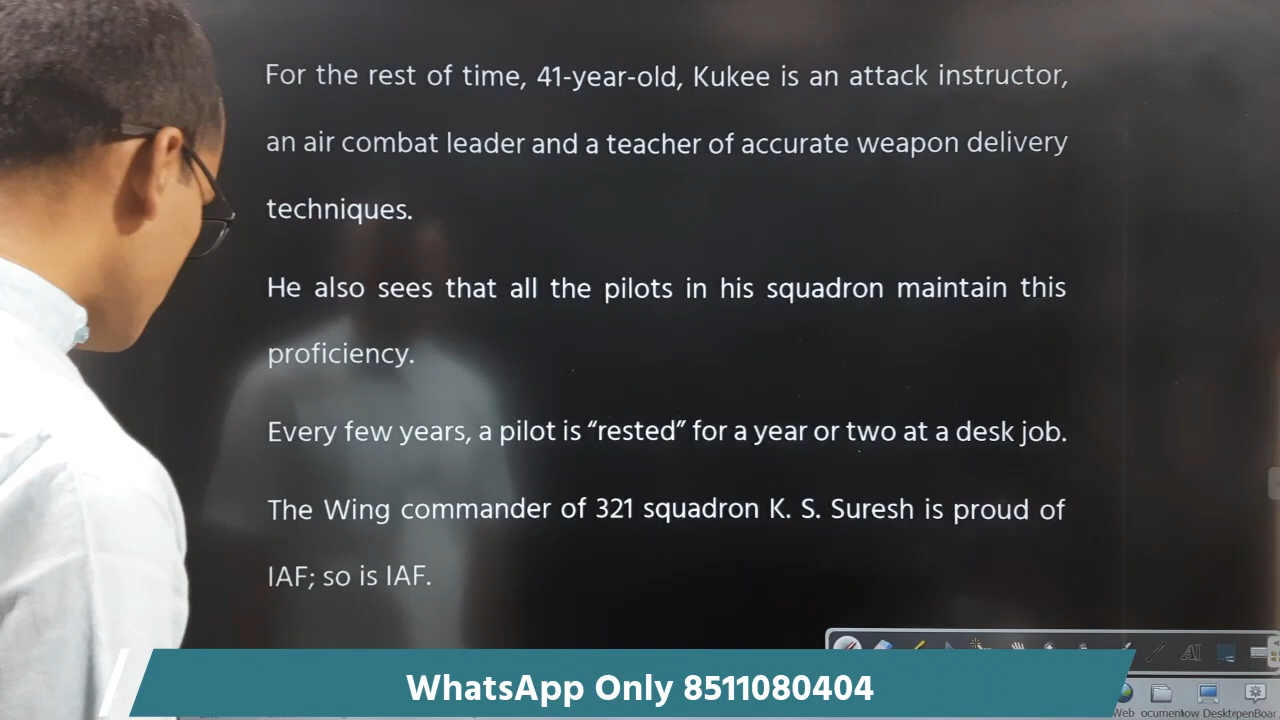 For the rest of time, 41-year-old, Kukee is an attack instructor,
an air combat leader and a teacher of accurate weapon delivery
techniques.
He also sees that all the pilots in his squadron maintain this
proficiency.
Every few years, a pilot is “rested” for a year or two at a desk job.
The Wing commander of 321 squadron K. S. Suresh is proud of
IAF; so is IAF.
AI
WhatsApp Only 8511080404
Web